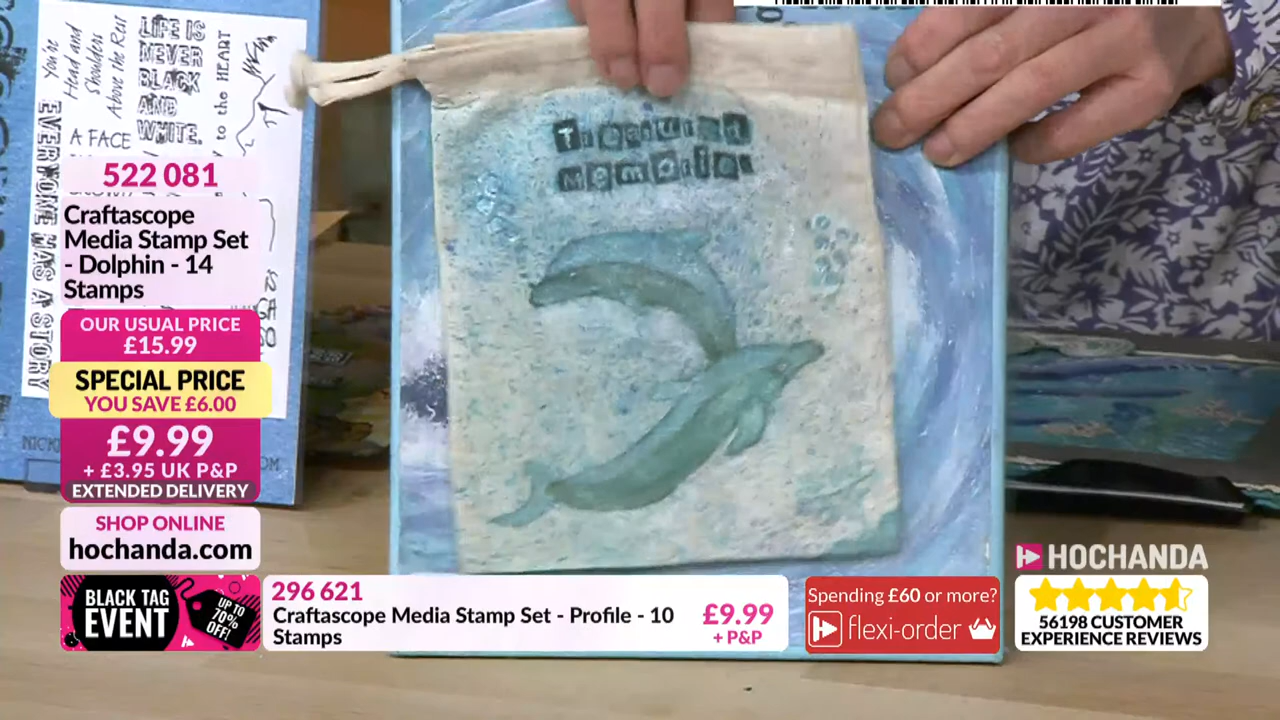 You're
Head and
Shoulders
Above the Rest
LIFE IS
NEVER
BLACK
AND
WHITE.
to the HEART
A FACE
EVERYONE HAS A STORY
522 081
Craftascope
Media Stamp Set
- Dolphin - 14
Stamps
OUR USUAL PRICE
£15.99
SPECIAL PRICE
YOU SAVE £6.00
£9.99
+ £3.95 UK P&P
EXTENDED DELIVERY
SHOP ONLINE
hochanda.com
Treasured
Memories
BLACK TAG
EVENT
UP TO
70%
OFF!
296 621
Craftascope Media Stamp Set - Profile - 10
Stamps
£9.99
+ P&P
Spending £60 or more?
flexi-order
HOCHANDA
56198 CUSTOMER
EXPERIENCE REVIEWS